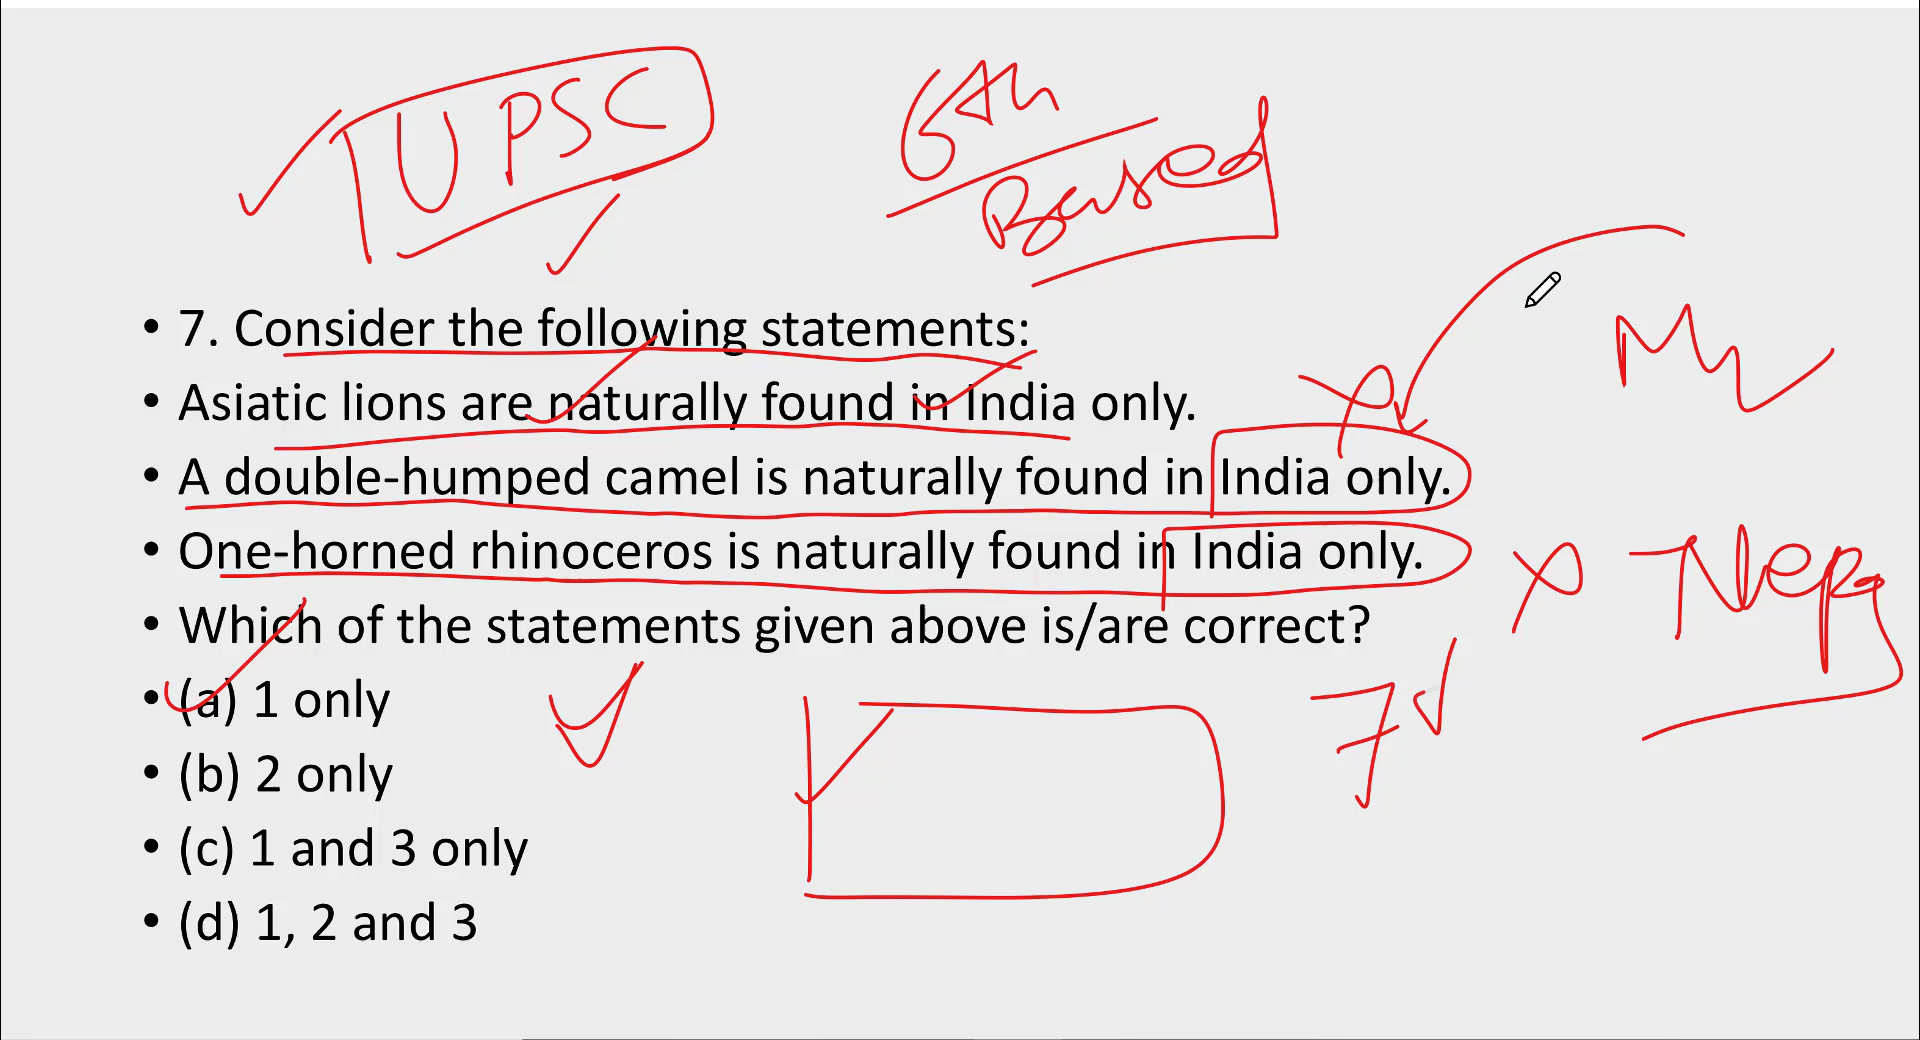 UPSC
6th
Based
• 7. Consider the following statements:
• Asiatic lions are naturally found in India only.
• A double-humped camel is naturally found in India only.
• One-horned rhinoceros is naturally found in India only.
• Which of the statements given above is/are correct?
• (a) 1 only
7
• (b) 2 only
• (c) 1 and 3 only
• (d) 1, 2 and 3